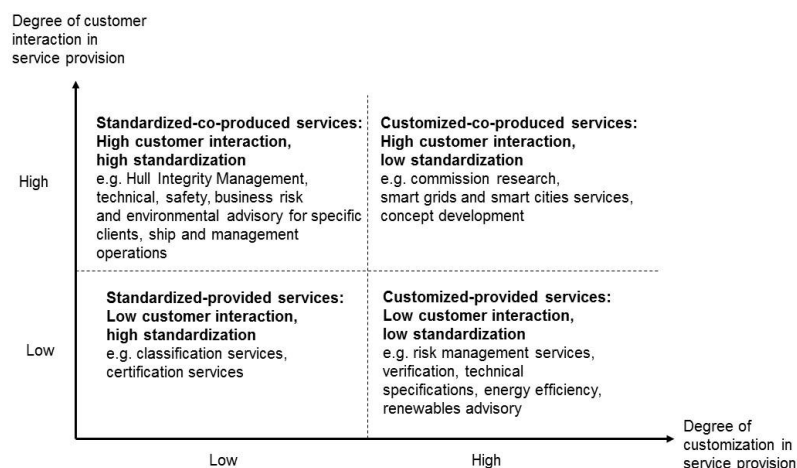 Degree of customer
interaction in
service provision
High
Standardized-co-produced services:
High customer interaction,
high standardization
e.g. Hull Integrity Management,
technical, safety, business risk
and environmental advisory for specific
clients, ship and management
operations
Customized-co-produced services:
High customer interaction,
low standardization
e.g. commission research,
smart grids and smart cities services,
concept development
Low
Standardized-provided services:
Low customer interaction,
high standardization
e.g. classification services,
certification services
Customized-provided services:
Low customer interaction,
low standardization
e.g. risk management services,
verification, technical
specifications, energy efficiency,
renewables advisory
Low
High
Degree of
customization in
service provision